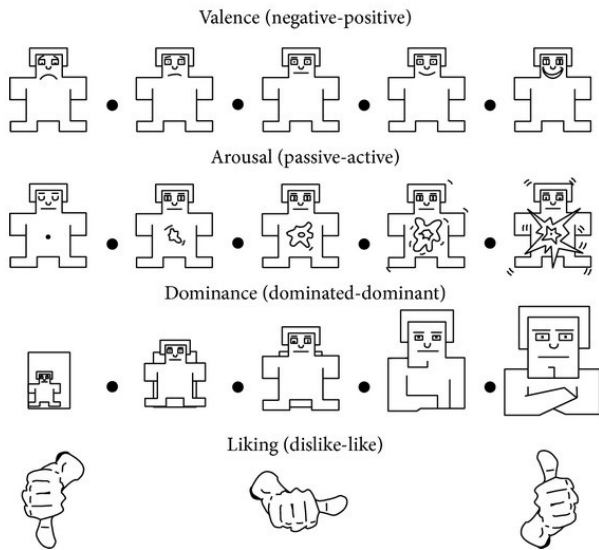 Valence (negative-positive)
Arousal (passive-active)
Dominance (dominated-dominant)
Liking (dislike-like)